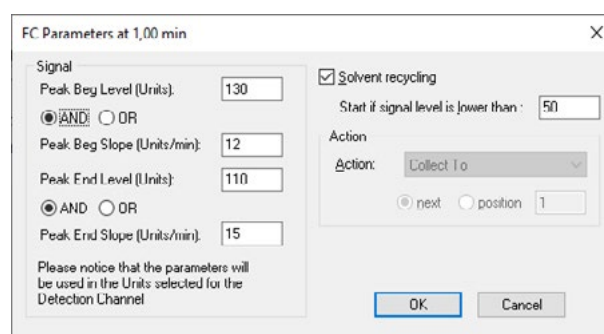 FC Parameters at 1,00 min
Signal
Peak Beg Level (Units):
130
AND
OR
Peak Beg Slope (Units/min):
12
Peak End Level (Units):
110
AND
OR
Peak End Slope (Units/min):
15
Please notice that the parameters will
be used in the Units selected for the
Detection Channel
Solvent recycling
Start if signal level is lower than :
50
Action
Action:
Collect To
next
position
1
OK
Cancel